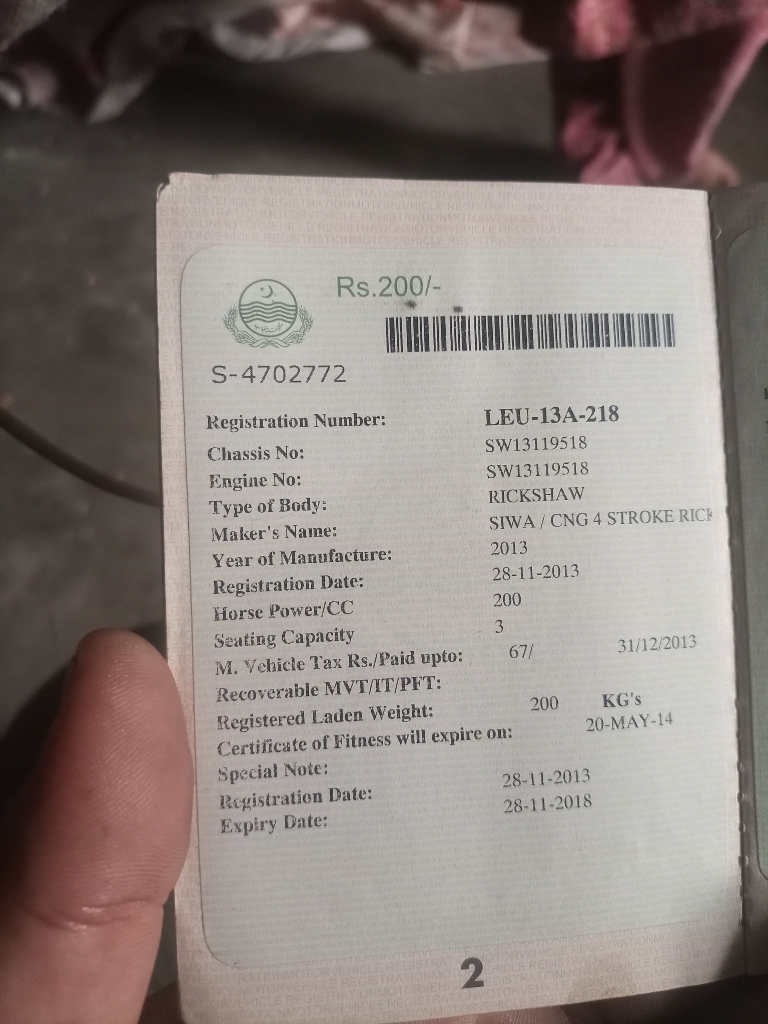 Rs.200/-
S-4702772
Registration Number: LEU-13A-218
Chassis No: SW13119518
Engine No: SW13119518
Type of Body: RICKSHAW
Maker's Name: SIWA / CNG 4 STROKE RICK
Year of Manufacture: 2013
Registration Date: 28-11-2013
Horse Power/CC 200
Seating Capacity 3
M. Vehicle Tax Rs./Paid upto: 67/ 31/12/2013
Recoverable MVT/IT/PFT:
Registered Laden Weight: 200 KG's
Certificate of Fitness will expire on: 20-MAY-14
Special Note:
Registration Date: 28-11-2013
Expiry Date: 28-11-2018
2